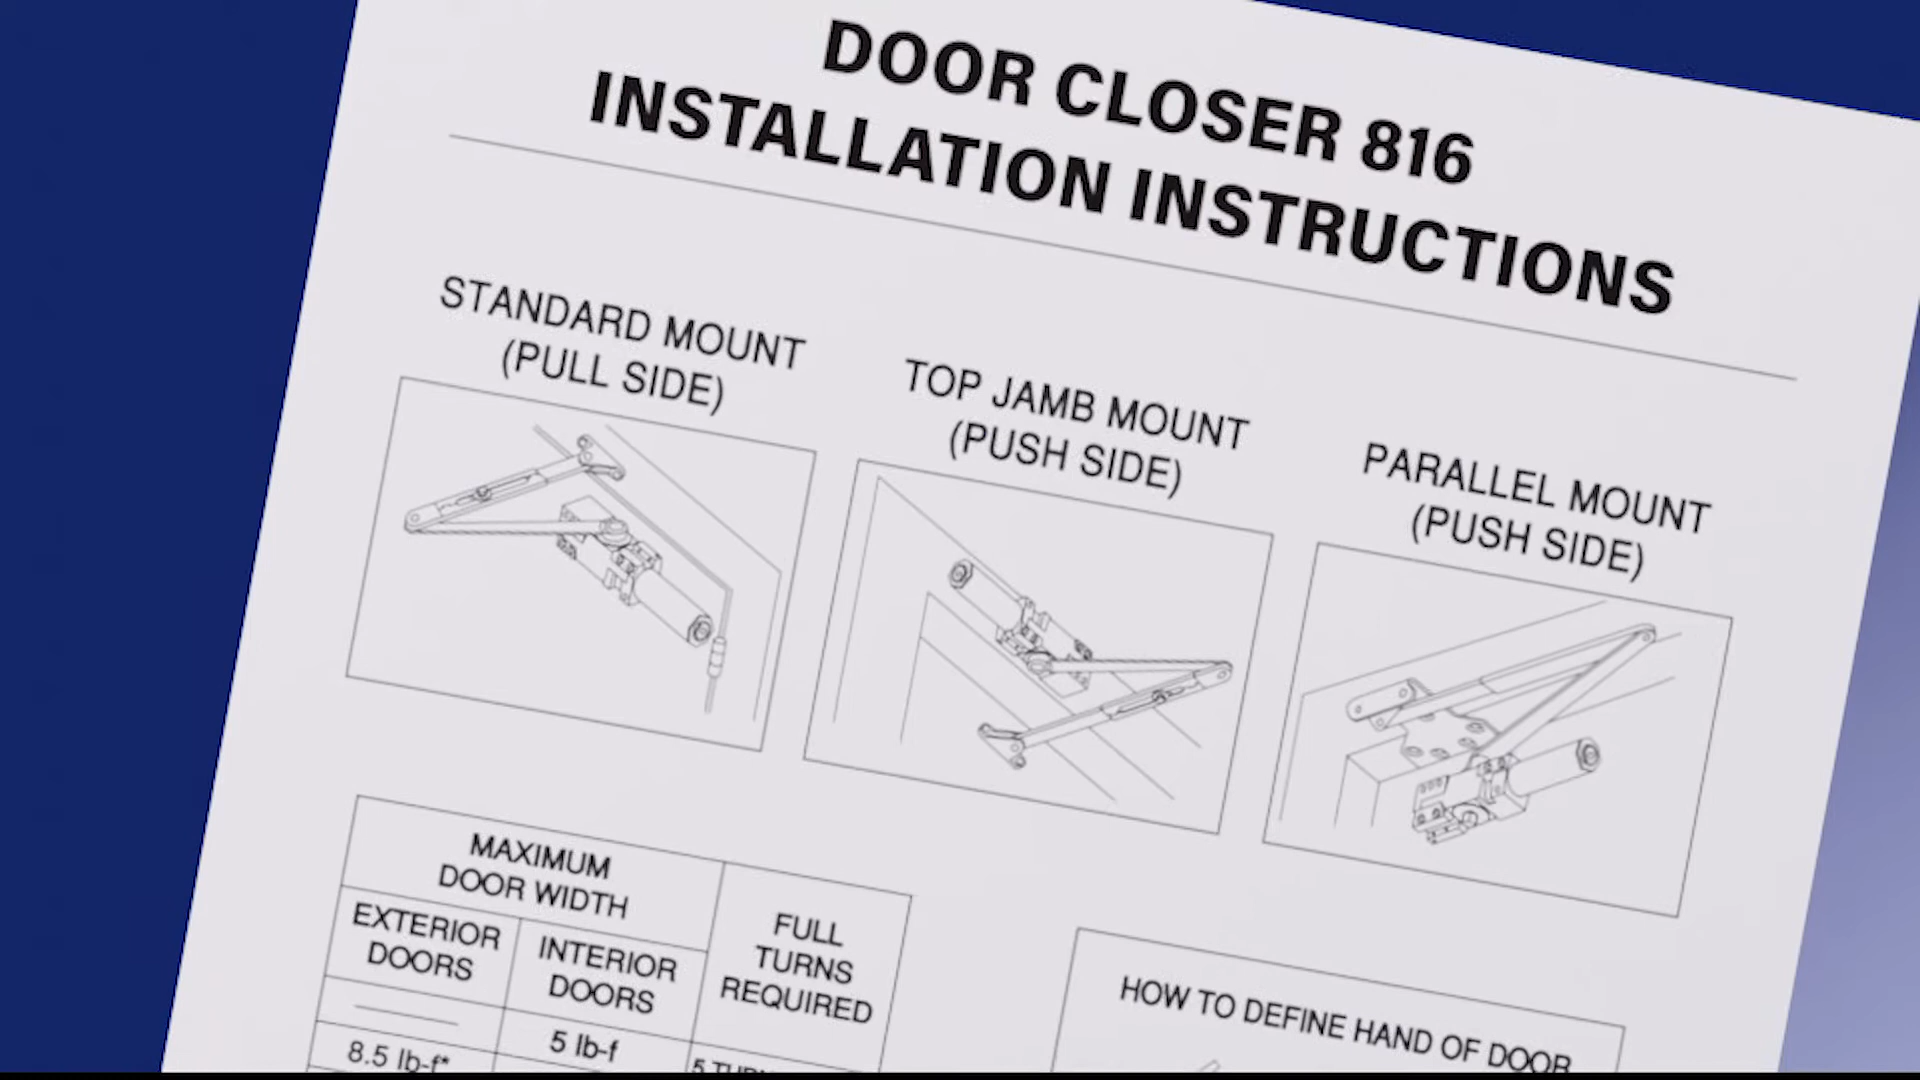 DOOR CLOSER 816
INSTALLATION INSTRUCTIONS
STANDARD MOUNT
(PULL SIDE)
TOP JAMB MOUNT
(PUSH SIDE)
PARALLEL MOUNT
(PUSH SIDE)
MAXIMUM
DOOR WIDTH
EXTERIOR
DOORS
INTERIOR
DOORS
FULL
TURNS
REQUIRED
5 lb-f
8.5 lb-f*
5
HOW TO DEFINE HAND OF DOOR